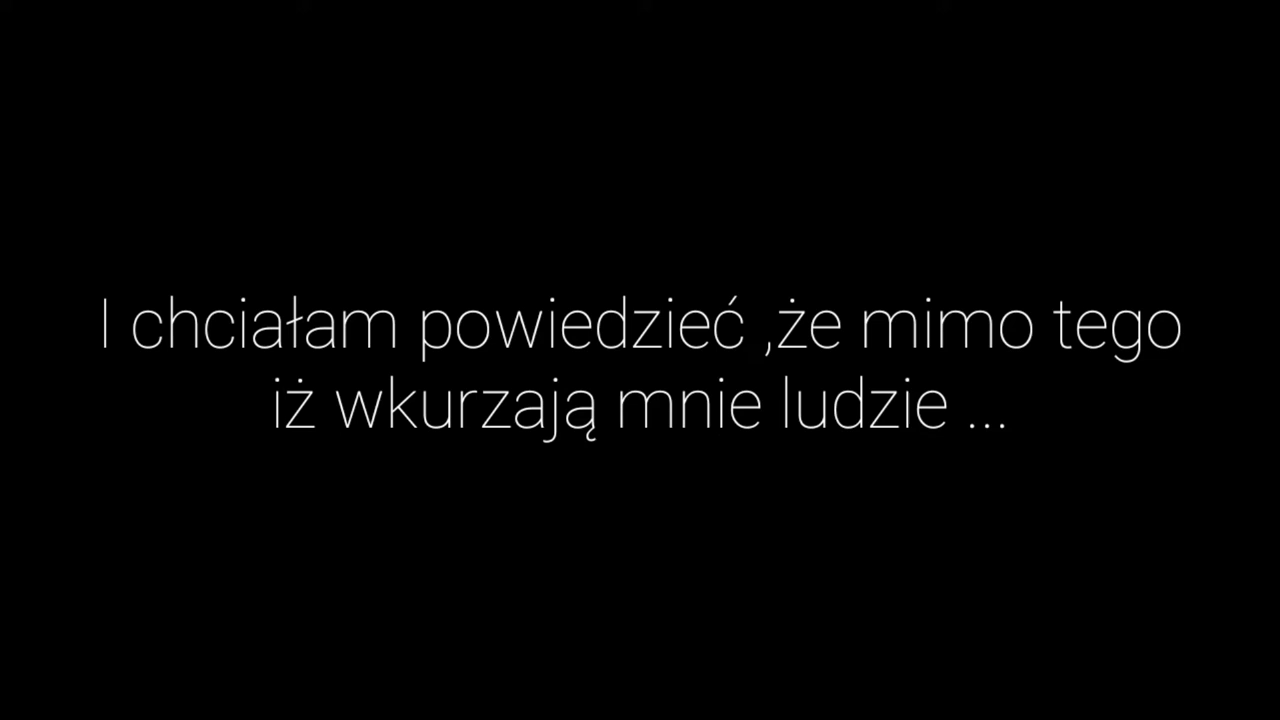 I chciałam powiedzieć ,że mimo tego
iż wkurzają mnie ludzie ...